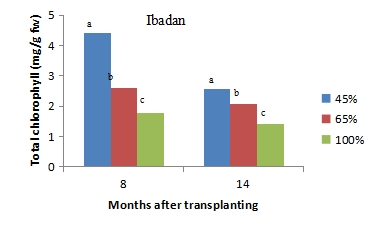 Ibadan
Total chlorophyll (mg/g fw)
5
4
3
2
1
0
a
b
c
a
b
c
8
14
Months after transplanting
45%
65%
100%